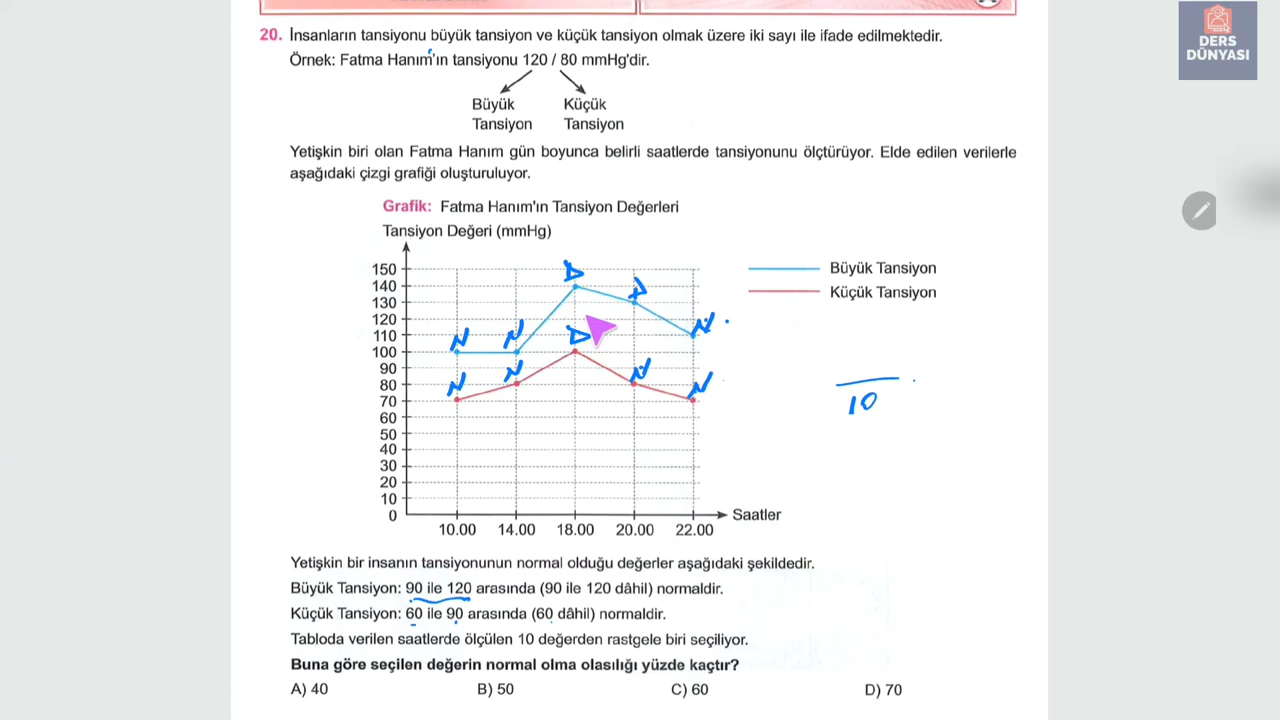 DERS
DÜNYASI
20. İnsanların tansiyonu büyük tansiyon ve küçük tansiyon olmak üzere iki sayı ile ifade edilmektedir.
Örnek: Fatma Hanım'ın tansiyonu 120 / 80 mmHg'dir.
Büyük Küçük
Tansiyon Tansiyon
Yetişkin biri olan Fatma Hanım gün boyunca belirli saatlerde tansiyonunu ölçtürüyor. Elde edilen verilerle
aşağıdaki çizgi grafiği oluşturuluyor.
Grafik: Fatma Hanım'ın Tansiyon Değerleri
Tansiyon Değeri (mmHg)
150
140
130
120
110
100
90
80
70
60
50
40
30
20
10
0
D
D
N N N
D
N N N N
10.00 14.00 18.00 20.00 22.00
Saatler
Büyük Tansiyon
Küçük Tansiyon
10
Yetişkin bir insanın tansiyonunun normal olduğu değerler aşağıdaki şekildedir.
Büyük Tansiyon: 90 ile 120 arasında (90 ile 120 dâhil) normaldir.
Küçük Tansiyon: 60 ile 90 arasında (60 dâhil) normaldir.
Tabloda verilen saatlerde ölçülen 10 değerden rastgele biri seçiliyor.
Buna göre seçilen değerin normal olma olasılığı yüzde kaçtır?
A) 40 B) 50 C) 60 D) 70